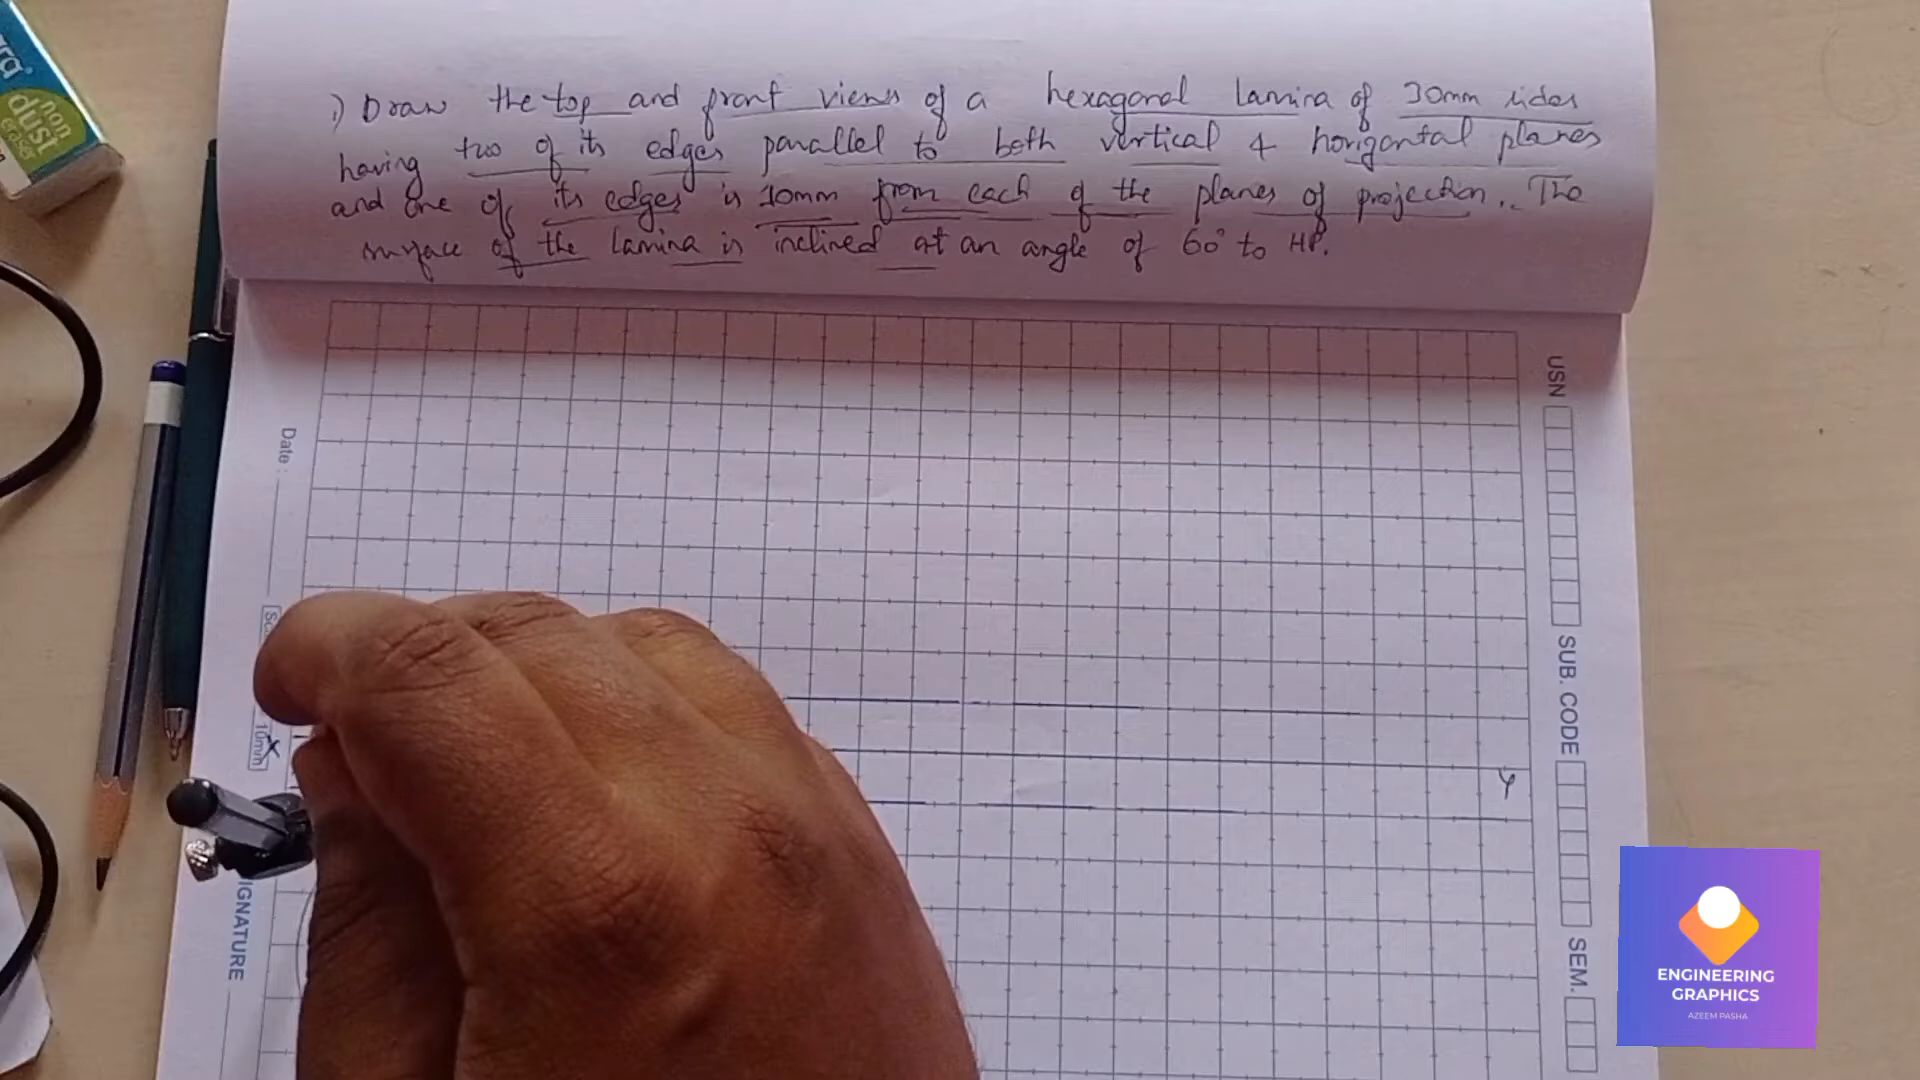 1) Draw the top and front views of a hexagonal lamina of 30mm sides
having two of its edges parallel to both vertical & horizontal planes
and one of its edges is 10mm from each of the planes of projection. The
surface of the lamina is inclined at an angle of 60° to HP.
non
dust
eraser
Date :
10mm
X
SIGNATURE
USN
SUB. CODE
SEM.
Y
ENGINEERING
GRAPHICS
AZEEM PASHA